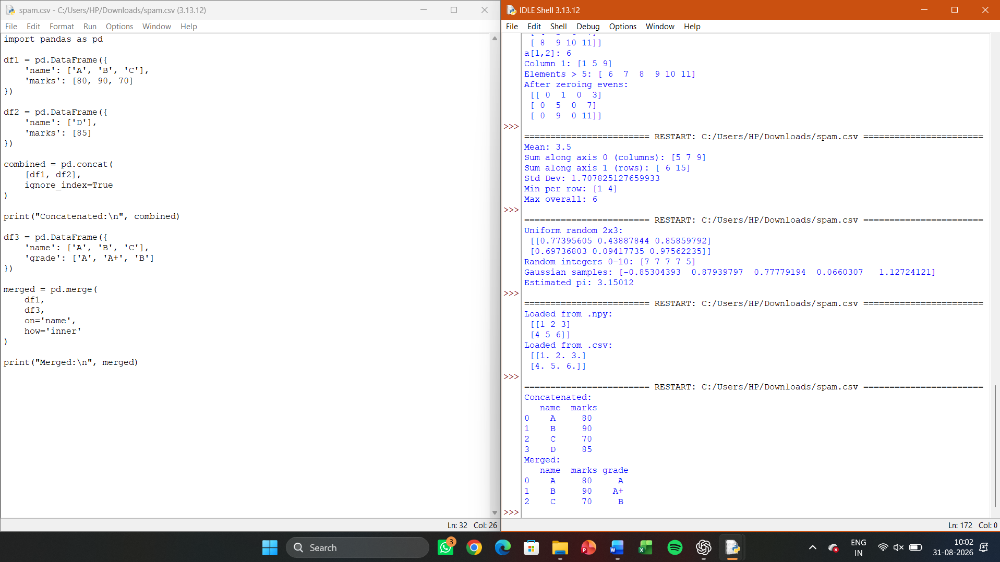 spam.csv - C:/Users/HP/Downloads/spam.csv (3.13.12)
File Edit Format Run Options Window Help
import pandas as pd

df1 = pd.DataFrame({
    'name': ['A', 'B', 'C'],
    'marks': [80, 90, 70]
})

df2 = pd.DataFrame({
    'name': ['D'],
    'marks': [85]
})

combined = pd.concat(
    [df1, df2],
    ignore_index=True
)

print("Concatenated:\n", combined)

df3 = pd.DataFrame({
    'name': ['A', 'B', 'C'],
    'grade': ['A', 'A+', 'B']
})

merged = pd.merge(
    df1,
    df3,
    on='name',
    how='inner'
)

print("Merged:\n", merged)
Ln: 32 Col: 26
IDLE Shell 3.13.12
File Edit Shell Debug Options Window Help
 [ 8  9 10 11]]
a[1,2]: 6
Column 1: [1 5 9]
Elements > 5: [ 6  7  8  9 10 11]
After zeroing evens:
 [[ 0  1  0  3]
 [ 0  5  0  7]
 [ 0  9  0 11]]
>>>
======================== RESTART: C:/Users/HP/Downloads/spam.csv =======================
Mean: 3.5
Sum along axis 0 (columns): [5 7 9]
Sum along axis 1 (rows): [ 6 15]
Std Dev: 1.707825127659933
Min per row: [1 4]
Max overall: 6
>>>
======================== RESTART: C:/Users/HP/Downloads/spam.csv =======================
Uniform random 2x3:
 [[0.77395605 0.43887844 0.85859792]
 [0.69736803 0.09417735 0.97562235]]
Random integers 0-10: [7 7 7 7 5]
Gaussian samples: [-0.85304393  0.87939797  0.77779194  0.0660307   1.12724121]
Estimated pi: 3.15012
>>>
======================== RESTART: C:/Users/HP/Downloads/spam.csv =======================
Loaded from .npy:
 [[1 2 3]
 [4 5 6]]
Loaded from .csv:
 [[1. 2. 3.]
 [4. 5. 6.]]
>>>
======================== RESTART: C:/Users/HP/Downloads/spam.csv =======================
Concatenated:
   name  marks
0    A     80
1    B     90
2    C     70
3    D     85
Merged:
   name  marks grade
0    A     80     A
1    B     90    A+
2    C     70     B
>>>
Ln: 172 Col: 0
Search
3
ENG
IN
10:02
31-08-2026